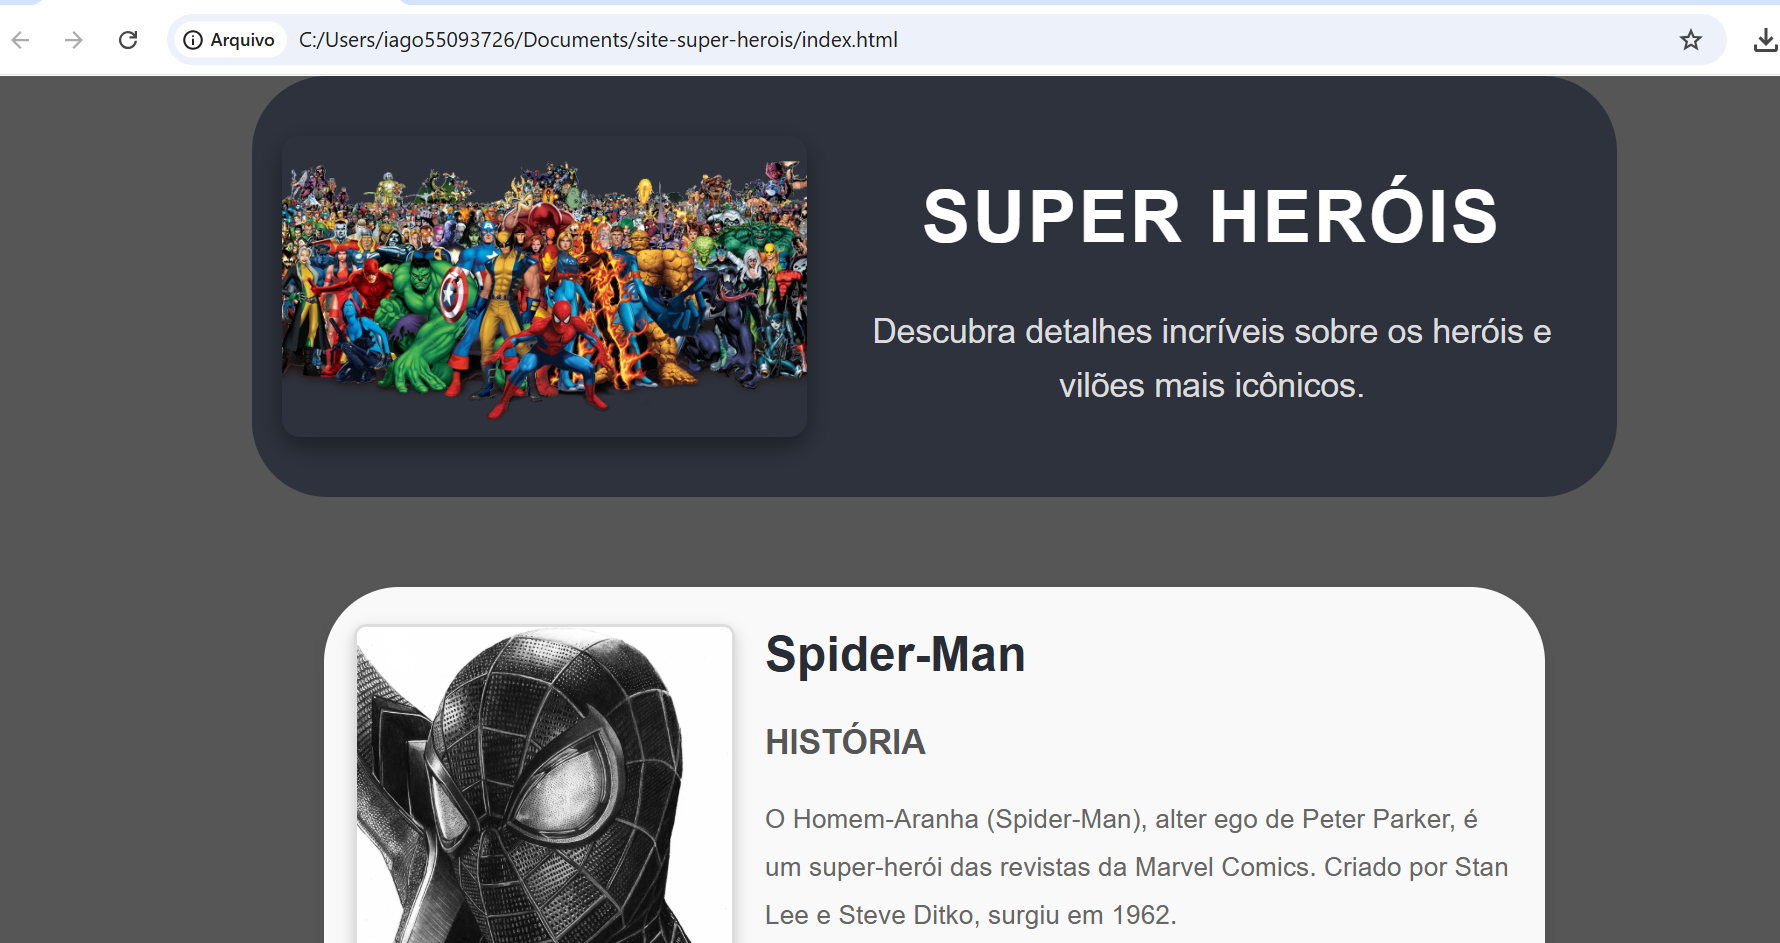 Arquivo C:/Users/iago55093726/Documents/site-super-herois/index.html
SUPER HERÓIS
Descubra detalhes incríveis sobre os heróis e
vilões mais icônicos.
Spider-Man
HISTÓRIA
O Homem-Aranha (Spider-Man), alter ego de Peter Parker, é
um super-herói das revistas da Marvel Comics. Criado por Stan
Lee e Steve Ditko, surgiu em 1962.